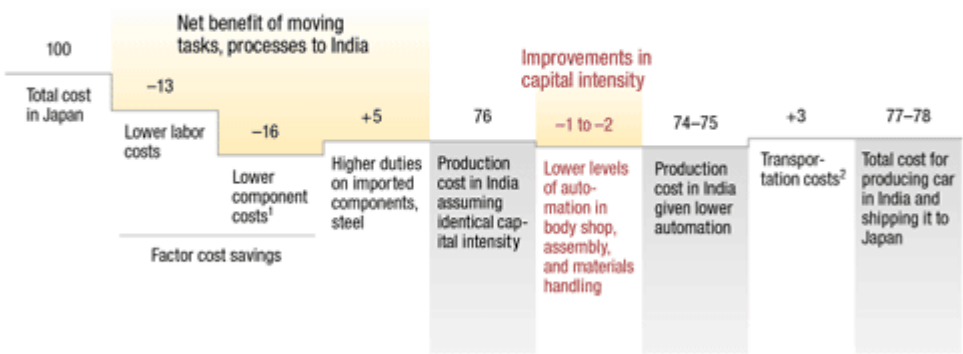 Net benefit of moving
tasks, processes to India
100
Total cost
in Japan
–13
Lower labor
costs
–16
Lower
component
costs¹
Factor cost savings
+5
Higher duties
on imported
components,
steel
76
Production
cost in India
assuming
identical cap-
ital intensity
Improvements in
capital intensity
–1 to –2
Lower levels
of auto-
mation in
body shop,
assembly,
and materials
handling
74–75
Production
cost in India
given lower
automation
+3
Transpor-
tation costs²
77–78
Total cost for
producing car
in India and
shipping it to
Japan